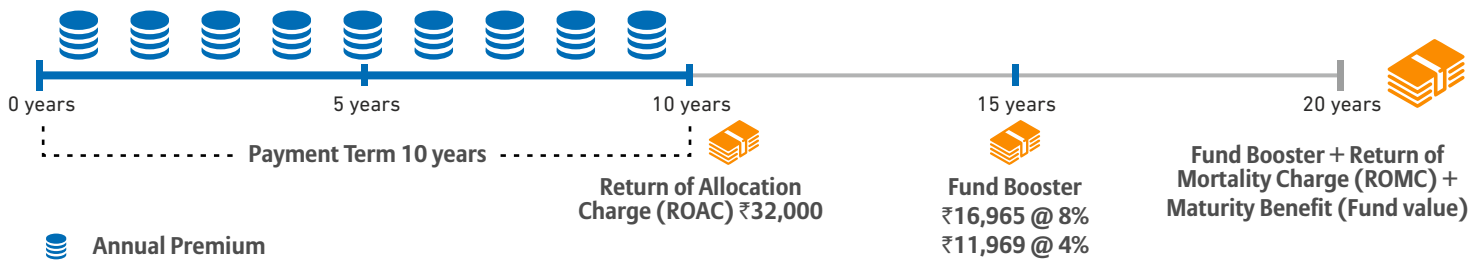 0 years
5 years
10 years
15 years
20 years
Payment Term 10 years
Return of Allocation
Charge (ROAC) ₹32,000
Fund Booster
₹16,965 @ 8%
₹11,969 @ 4%
Fund Booster + Return of
Mortality Charge (ROMC) +
Maturity Benefit (Fund value)
Annual Premium